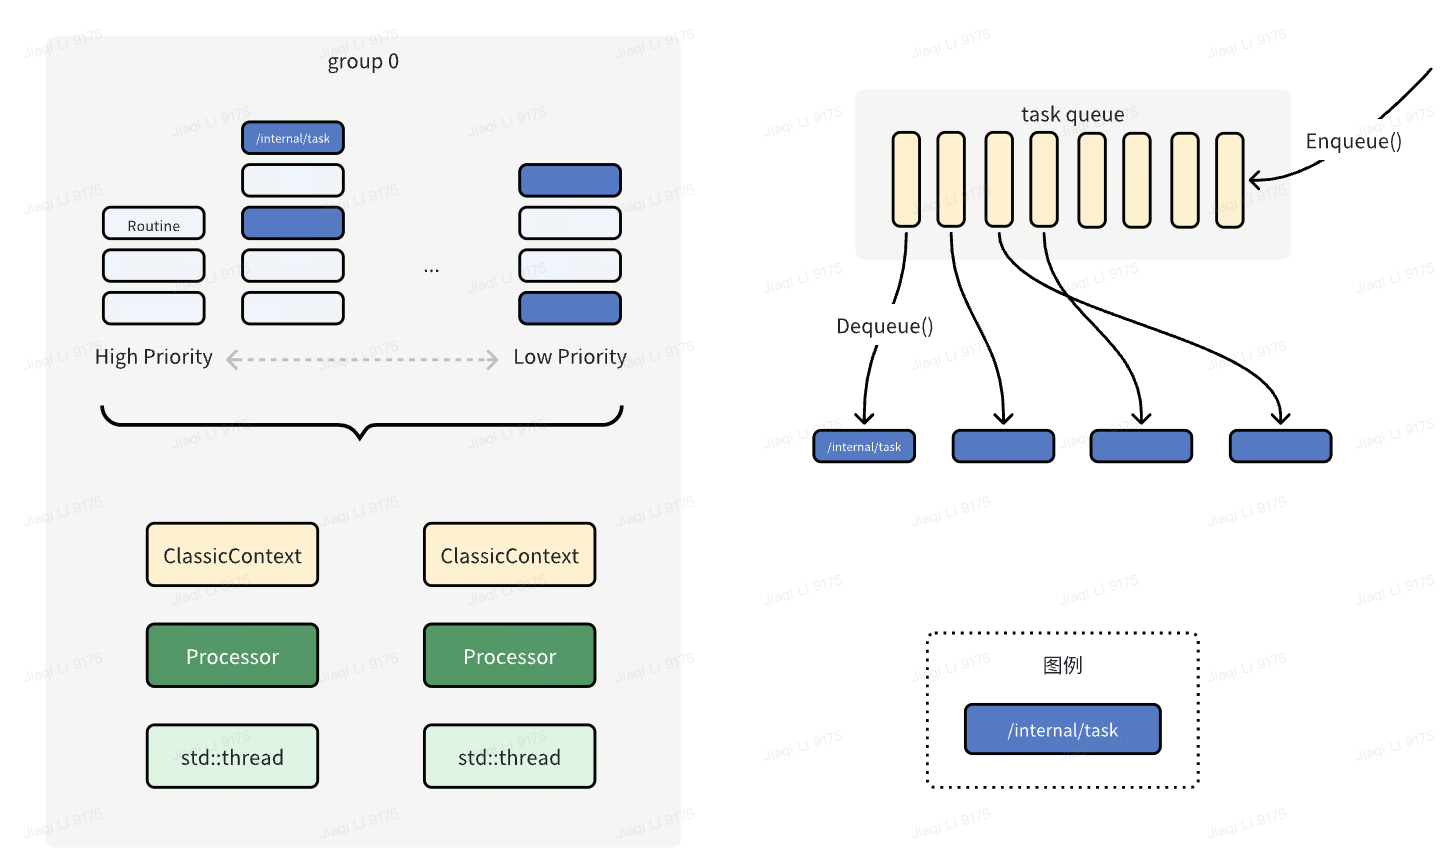 group 0
/internal/task
Routine
...
High Priority
Low Priority
ClassicContext
ClassicContext
Processor
Processor
std::thread
std::thread
task queue
Enqueue()
Dequeue()
/internal/task
图例
/internal/task
Jiaqi Li 9175